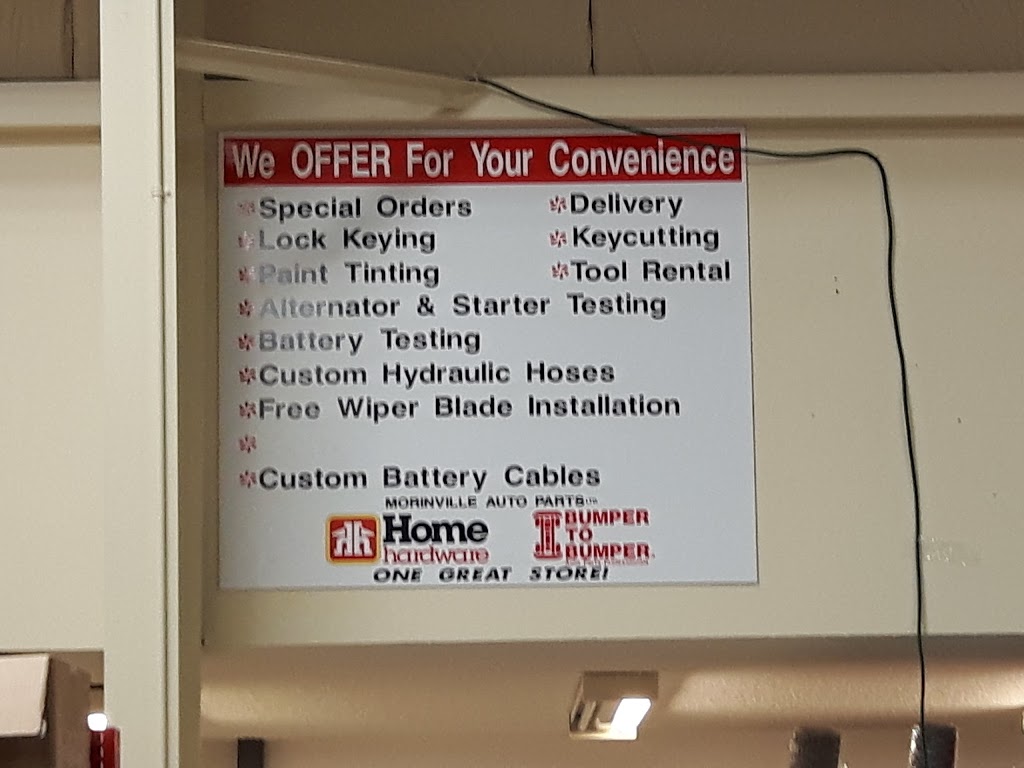 We OFFER For Your Convenience
Special Orders
Delivery
Lock Keying
Keycutting
Paint Tinting
Tool Rental
Alternator & Starter Testing
Battery Testing
Custom Hydraulic Hoses
Free Wiper Blade Installation
Custom Battery Cables
MORINVILLE AUTO PARTS
Home
hardware
BUMPER
TO
BUMPER
ONE GREAT STORE!